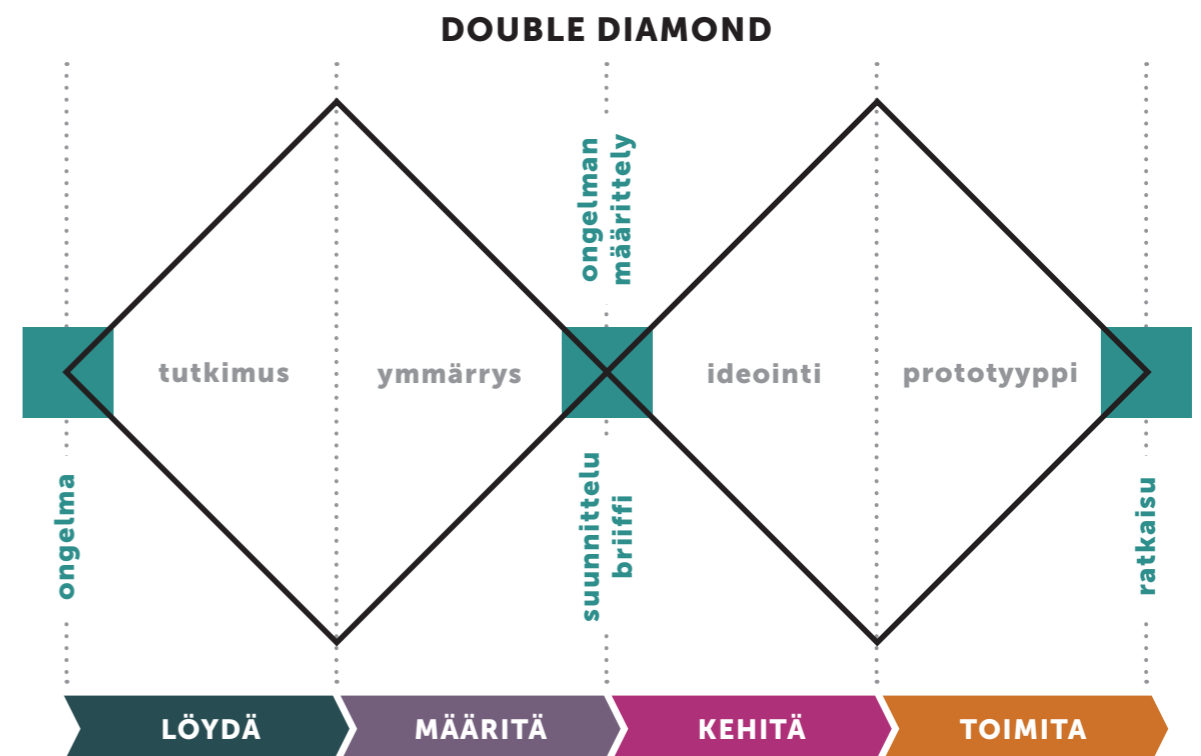 DOUBLE DIAMOND
ongelman
määrittely
tutkimus
ymmärrys
ideointi
prototyyppi
ongelma
suunnittelu
briiffi
ratkaisu
LÖYDÄ
MÄÄRITÄ
KEHITÄ
TOIMITA